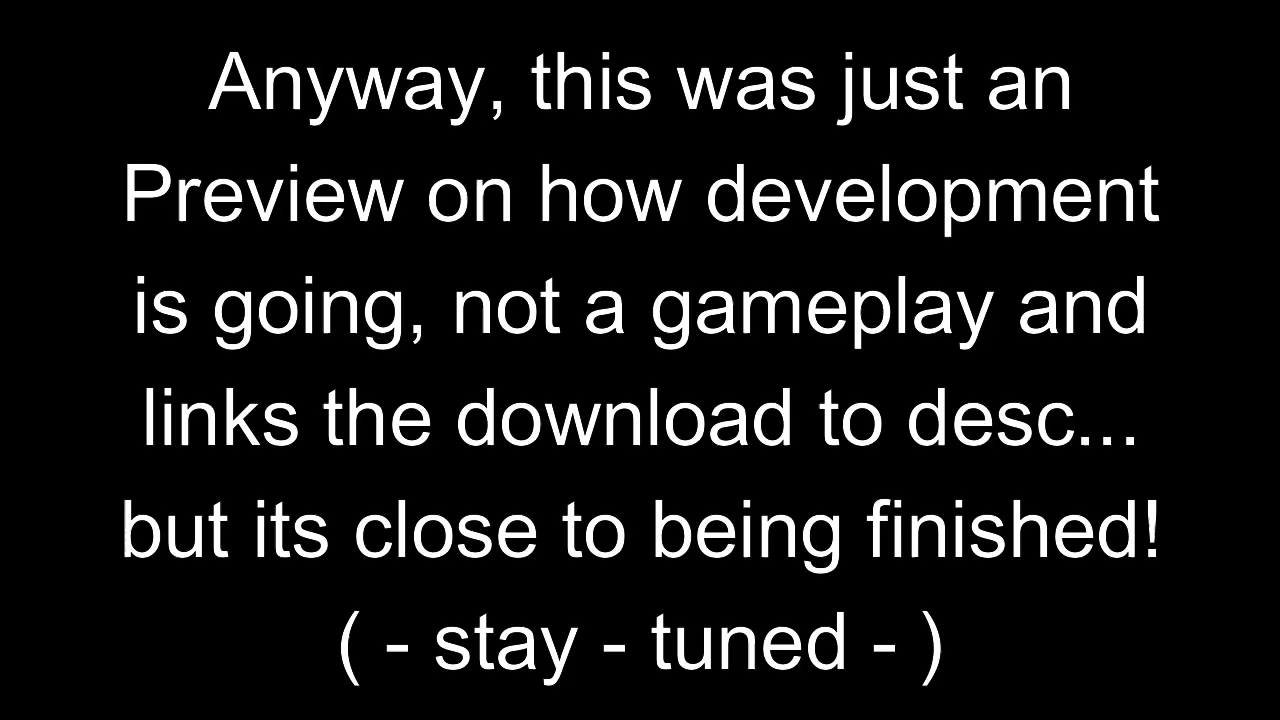 Anyway, this was just an
Preview on how development
is going, not a gameplay and
links the download to desc...
but its close to being finished!
( - stay - tuned - )